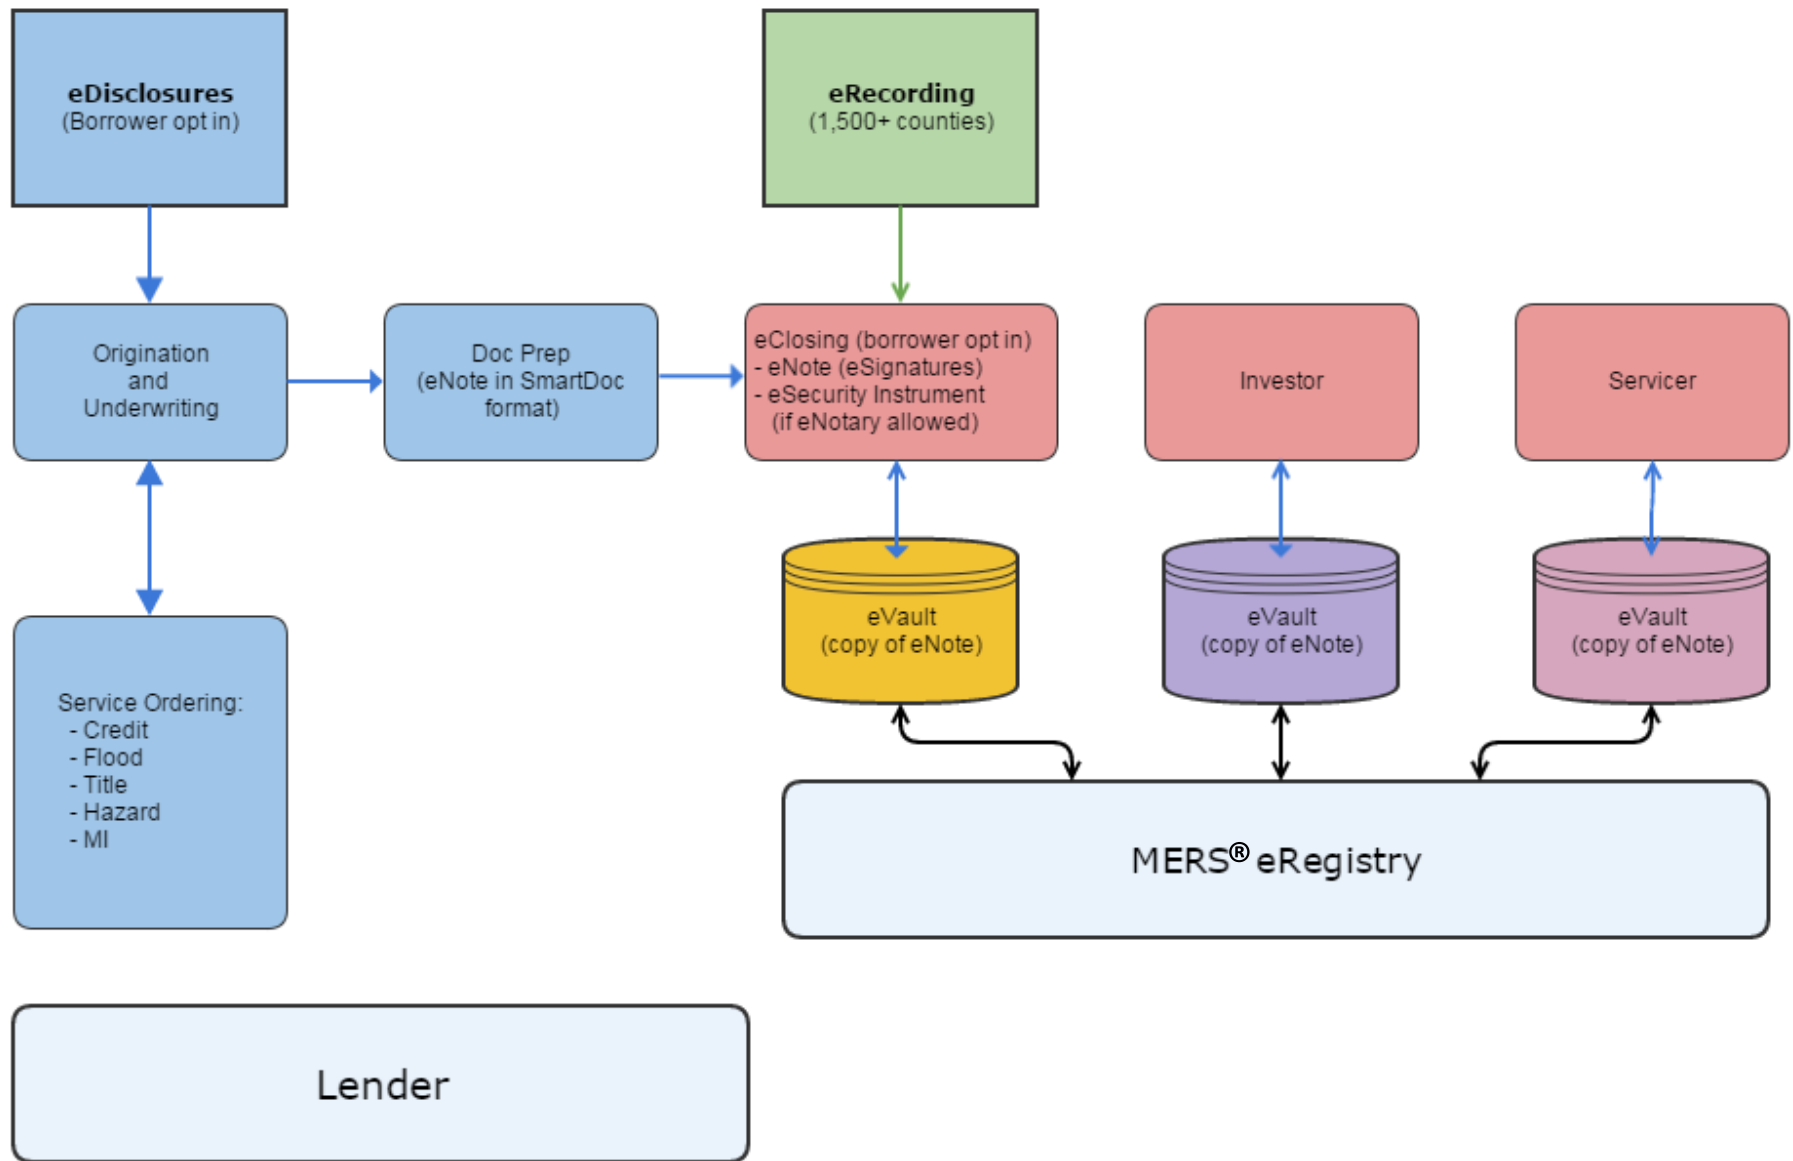 eDisclosures
(Borrower opt in)
eRecording
(1,500+ counties)
Origination
and
Underwriting
Doc Prep
(eNote in SmartDoc
format)
eClosing (borrower opt in)
- eNote (eSignatures)
- eSecurity Instrument
(if eNotary allowed)
Investor
Servicer
Service Ordering:
- Credit
- Flood
- Title
- Hazard
- MI
eVault
(copy of eNote)
eVault
(copy of eNote)
eVault
(copy of eNote)
MERS® eRegistry
Lender